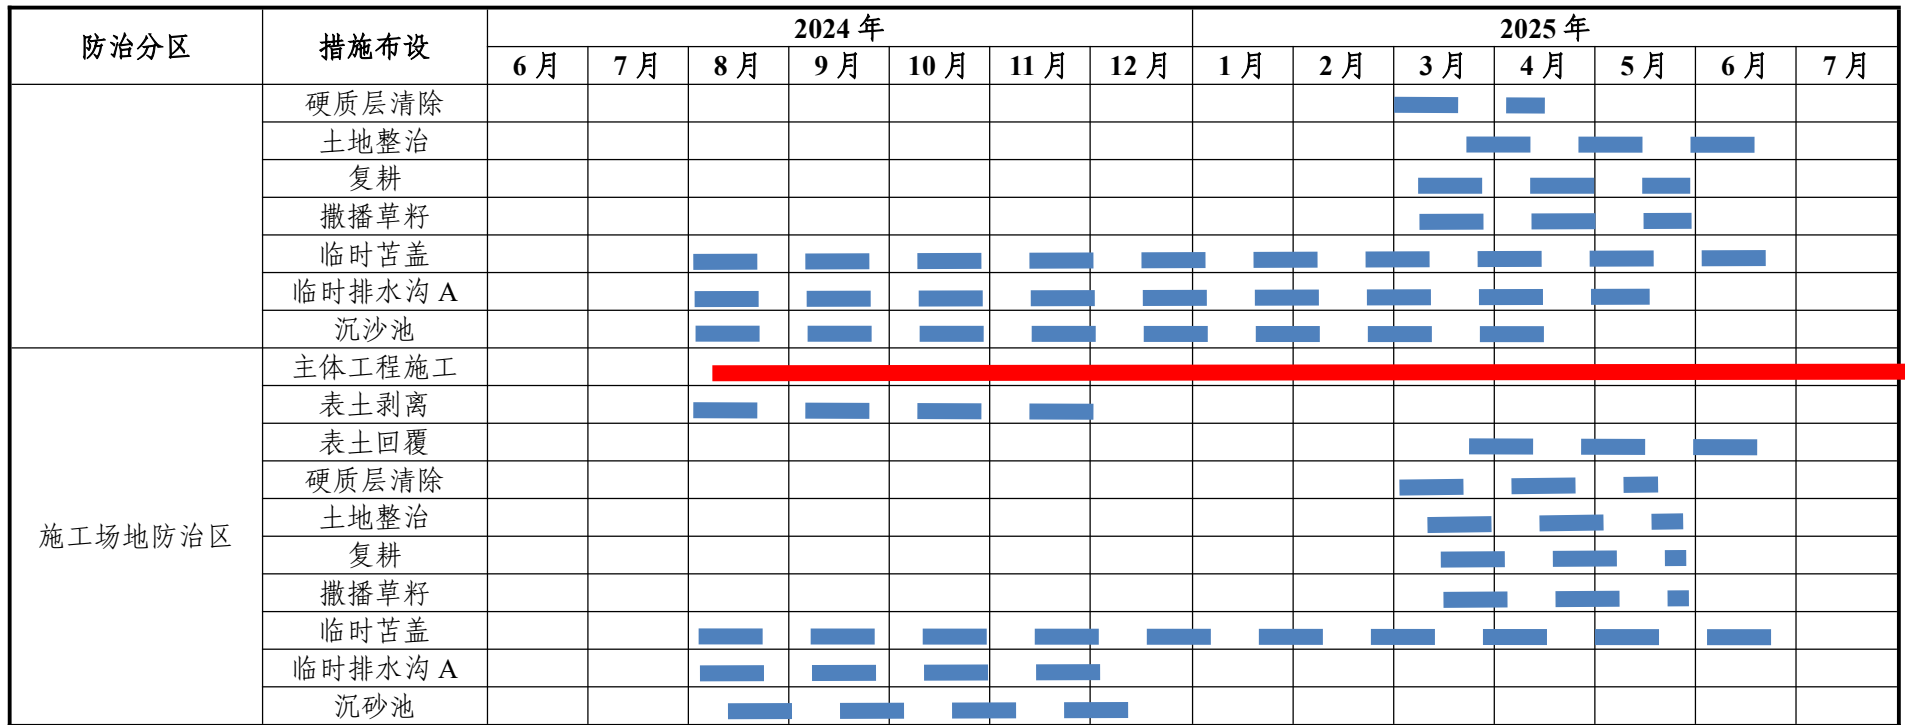 防治分区 措施布设 2024 年 2025 年
6 月 7 月 8 月 9 月 10 月 11 月 12 月 1 月 2 月 3 月 4 月 5 月 6 月 7 月
硬质层清除
土地整治
复耕
撒播草籽
临时苫盖
临时排水沟 A
沉沙池
施工场地防治区
主体工程施工
表土剥离
表土回覆
硬质层清除
土地整治
复耕
撒播草籽
临时苫盖
临时排水沟 A
沉砂池